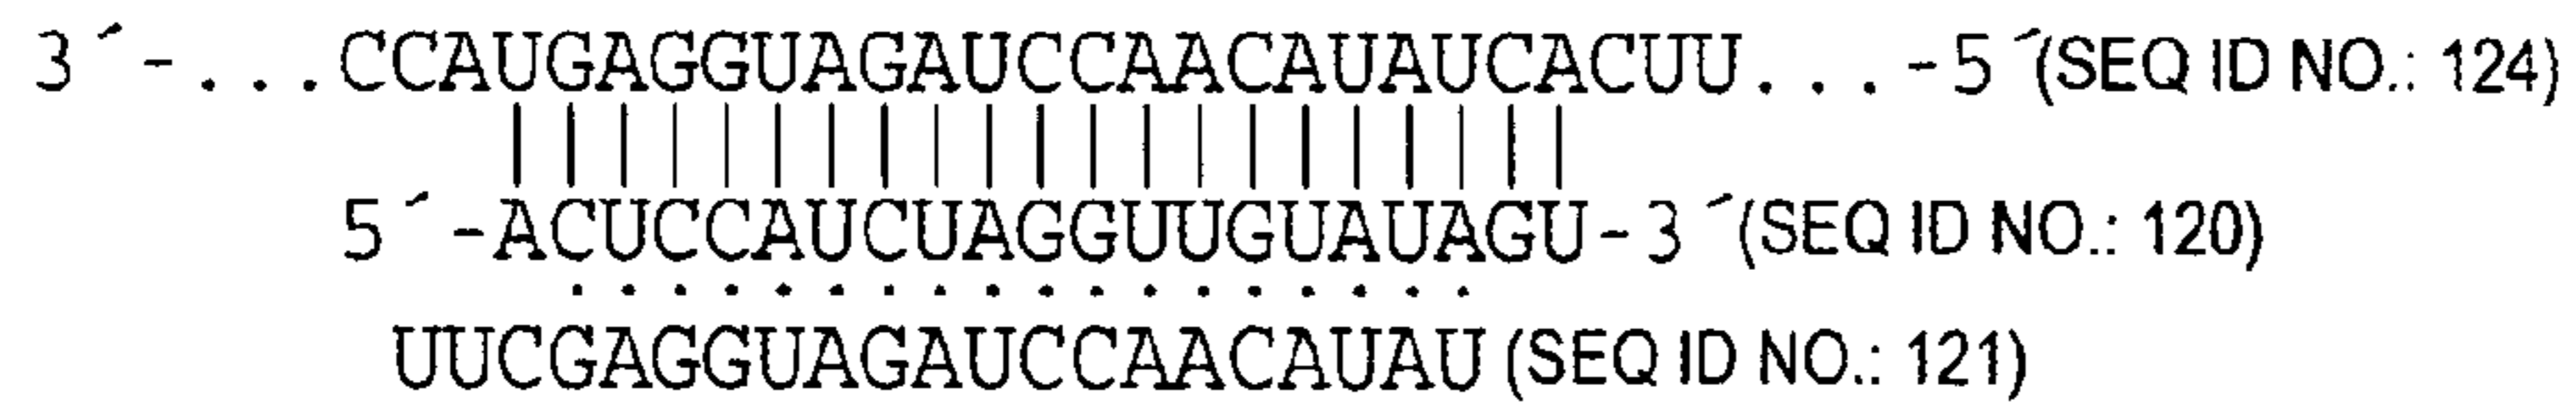 3´-...CCAUGAGGUAGAUCCAACAUAUCACUU...-5´(SEQ ID NO.: 124)
5´-ACUCCAUCUAGGUUGUAUAGU-3´(SEQ ID NO.: 120)
UUCGAGGUAGAUCCAACAUAU (SEQ ID NO.: 121)